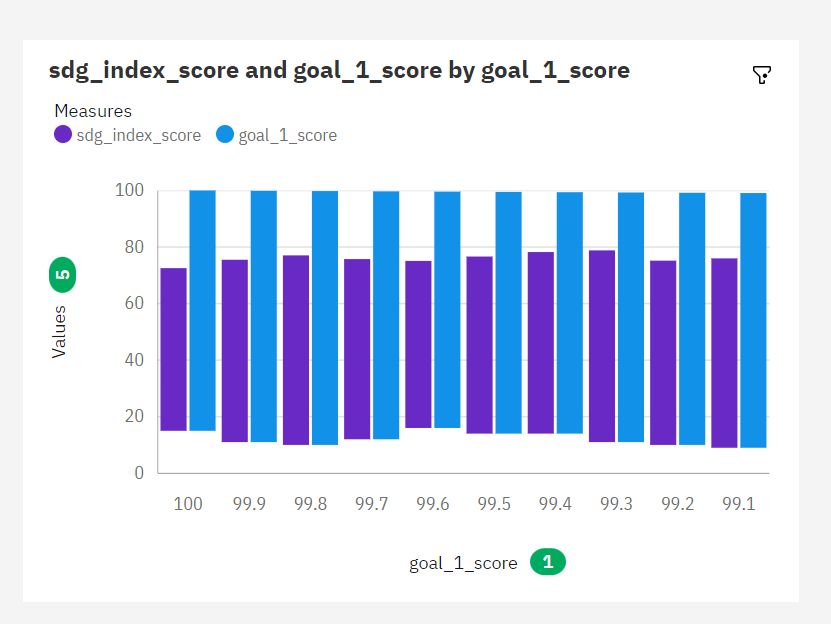 sdg_index_score and goal_1_score by goal_1_score
Measures
sdg_index_score goal_1_score
100
80
60
40
20
0
Values 5
100 99.9 99.8 99.7 99.6 99.5 99.4 99.3 99.2 99.1
goal_1_score 1